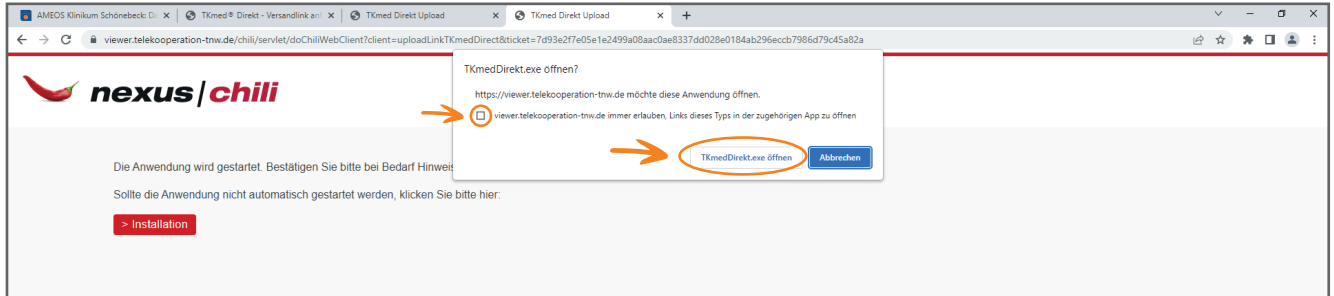 AMEOS Klinikum Schönebeck: D
TKmed® Direkt - Versandlink an
TKmed Direkt Upload
TKmed Direkt Upload
viewer.telekooperation-tnw.de/chili/servlet/doChiliWebClient?client=uploadLinkTKmedDirect&ticket=7d93e2f7e05e1e2499a08aac0ae8337dd028e0184ab296eccb7986d79c45a82a
nexus/chili
TKmedDirekt.exe öffnen?
https://viewer.telekooperation-tnw.de möchte diese Anwendung öffnen.
viewer.telekooperation-tnw.de immer erlauben, Links dieses Typs in der zugehörigen App zu öffnen
TKmedDirekt.exe öffnen
Abbrechen
Die Anwendung wird gestartet. Bestätigen Sie bitte bei Bedarf Hinweis
Sollte die Anwendung nicht automatisch gestartet werden, klicken Sie bitte hier:
> Installation